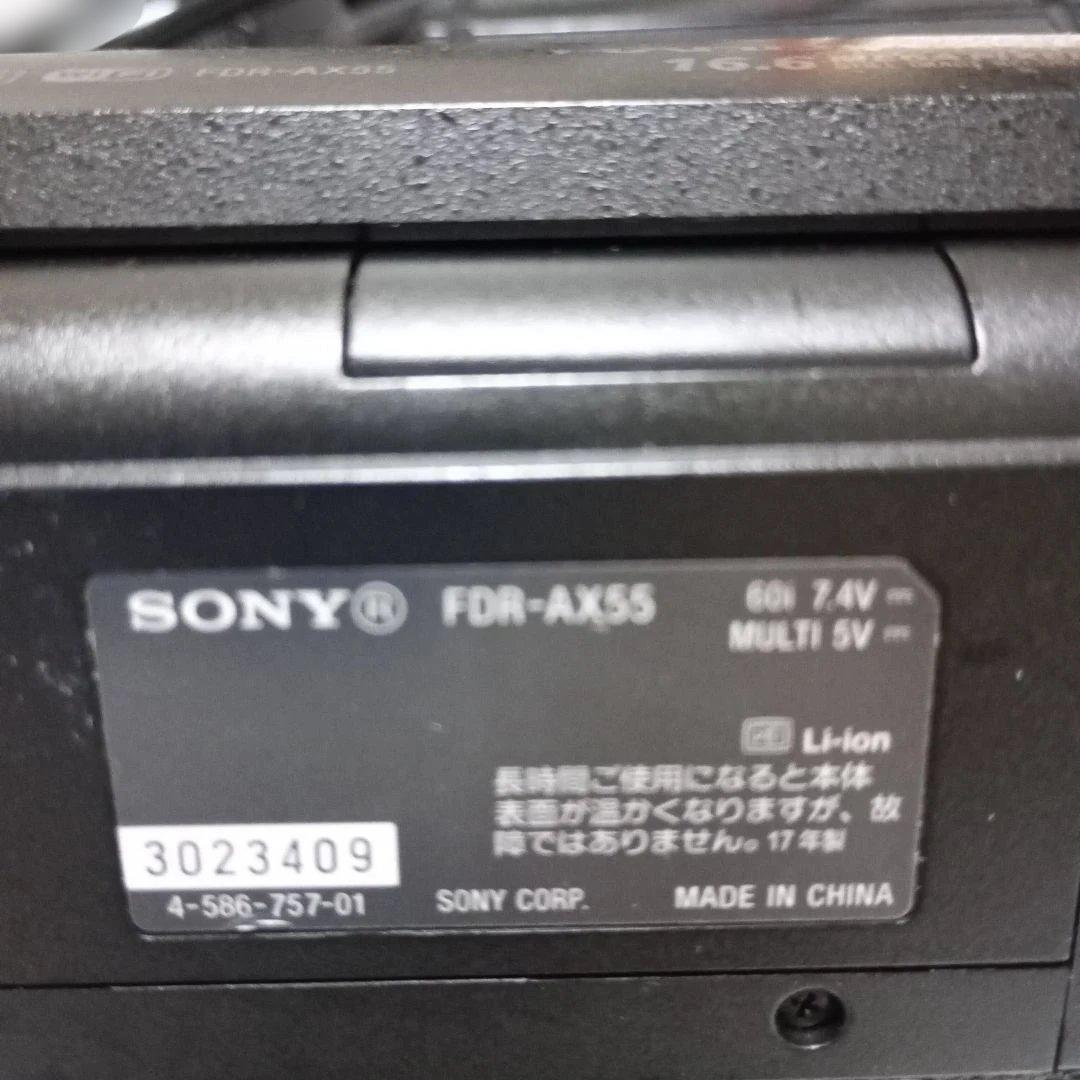 FDR-AX55
16.6
SONY® FDR-AX55
60i 7.4V
MULTI 5V
Li-ion
長時間ご使用になると本体
表面が温かくなりますが、故
障ではありません。17年製
3023409
4-586-757-01
SONY CORP.
MADE IN CHINA